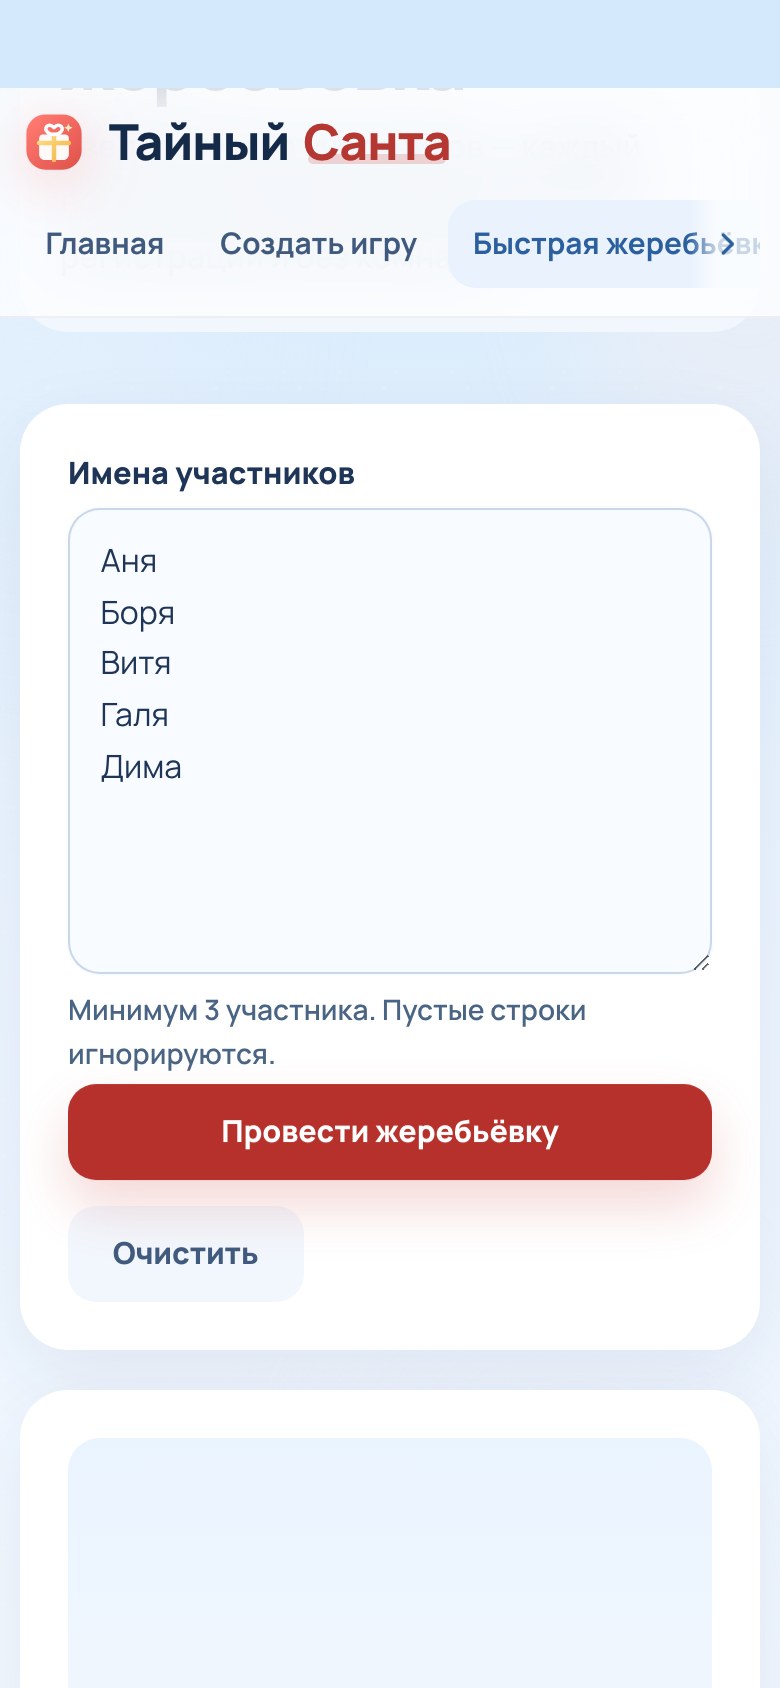 Тайный Санта
Главная
Создать игру
Быстрая жеребьёвк
Имена участников
Аня
Боря
Витя
Галя
Дима
Минимум 3 участника. Пустые строки
игнорируются.
Провести жеребьёвку
Очистить